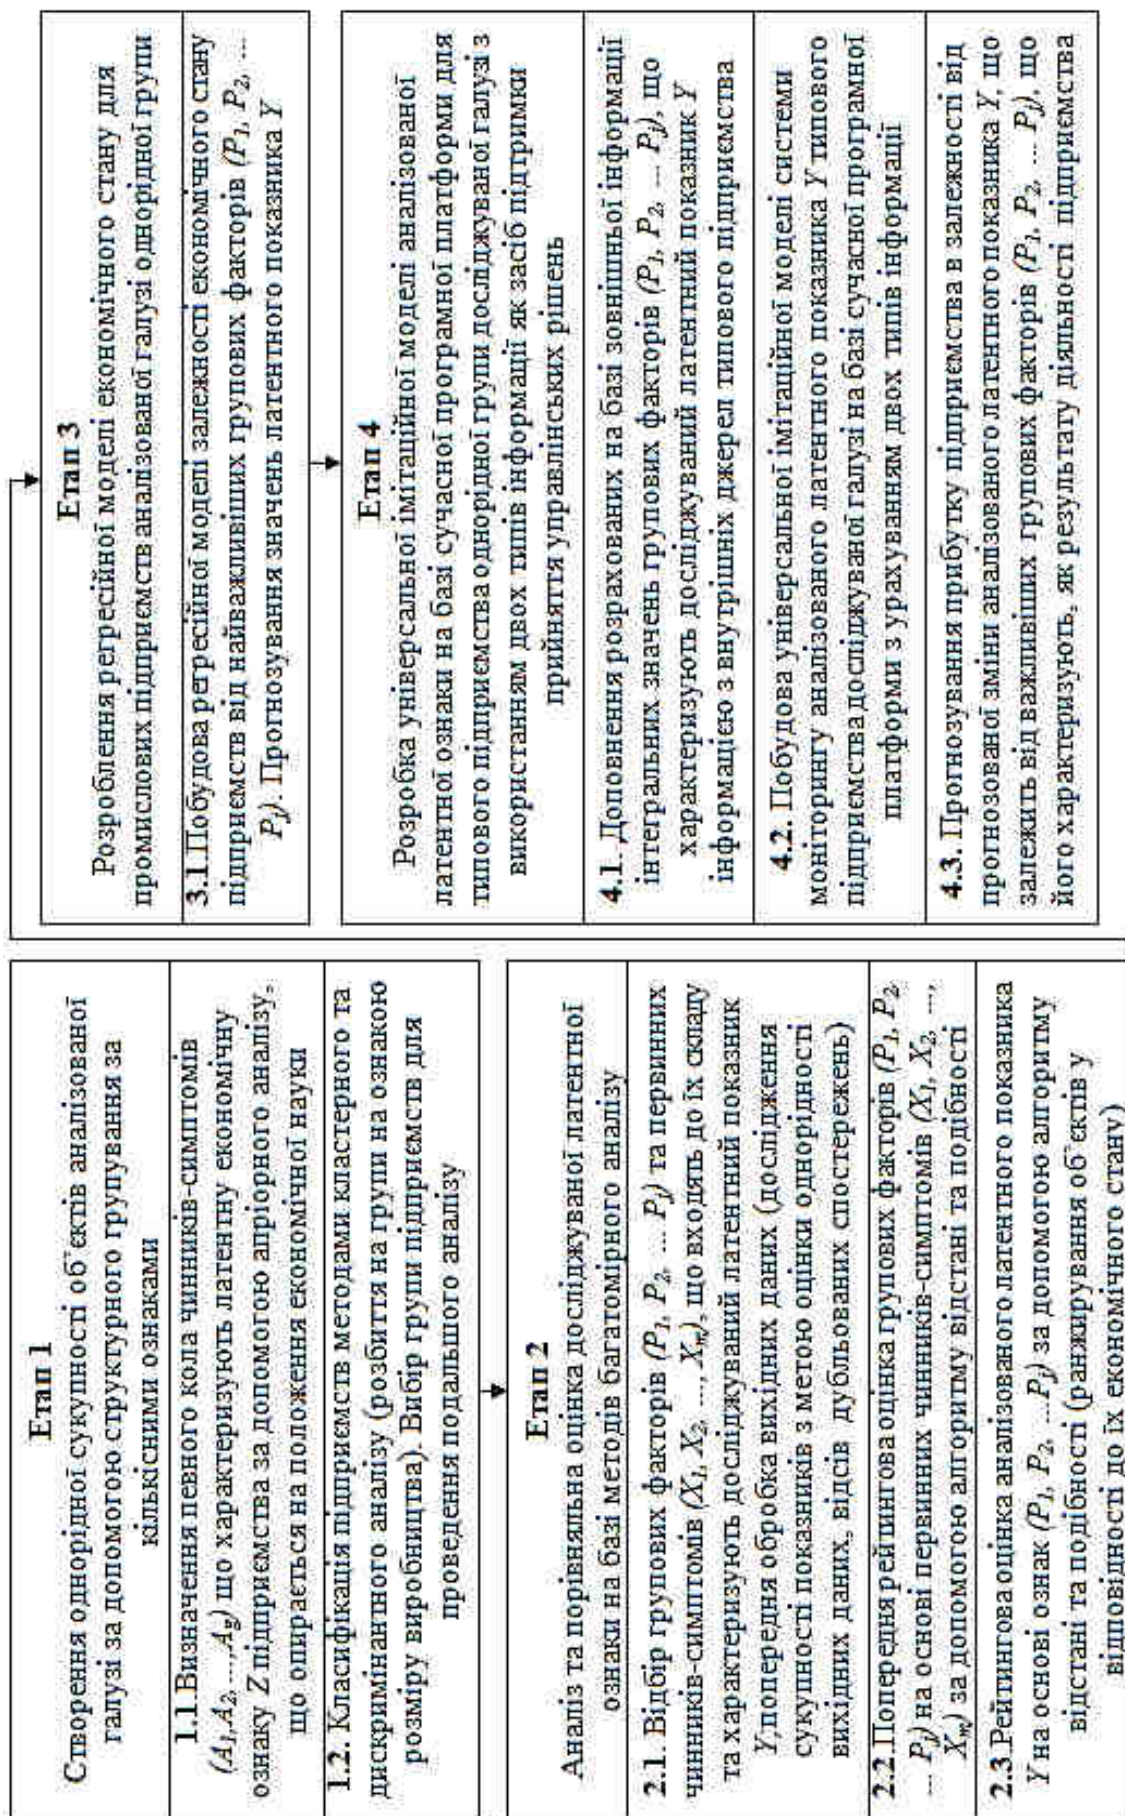 Етап 1
Створення однорідної сукупності об`єктів аналізованої
галузі за допомогою структурного групування за
кількісними ознаками
1.1 Визначення певного кола чинників-симптомів
(A1,A2,...,Ag) що характеризують латентну економічну
ознаку Z підприємства за допомогою апріорного аналізу,
що опирається на положення економічної науки
1.2. Класифікація підприємств методами кластерного та
дискримінантного аналізу (розбиття на групи на ознакою
розміру виробництва). Вибір групи підприємств для
проведення подальшого аналізу
Етап 2
Аналіз та порівняльна оцінка досліджуваної латентної
ознаки на базі методів багатомірного аналізу
2.1. Відбір групових факторів (P1, P2, ... Pj) та первинних
чинників-симптомів (X1, X2, ..., Xm), що входять до їх складу
та характеризують досліджуваний латентний показник
Y,попередня обробка вихідних даних (дослідження
сукупності показників з метою оцінки однорідності
вихідних даних, відсів дубльованих спостережень)
2.2.Попередня рейтингова оцінка групових факторів (P1, P2
... Pj) на основі первинних чинників-симптомів (X1, X2, ...,
Xm) за допомогою алгоритму відстані та подібності
2.3.Рейтингова оцінка аналізованого латентного показника
Y на основі ознак (P1, P2, ...Pj) за допомогою алгоритму
відстані та подібності (ранжирування об`єктів у
відповідності до їх економічного стану)
Етап 3
Розроблення регресійної моделі економічного стану для
промислових підприємств аналізованої галузі однорідної групи
3.1.Побудова регресійної моделі залежності економічного стану
підприємств від найважливіших групових факторів (P1, P2, ...
Pj). Прогнозування значень латентного показника Y
Етап 4
Розробка універсальної імітаційної моделі аналізованої
латентної ознаки на базі сучасної програмної платформи для
типового підприємства однорідної групи досліджуваної галузі з
використанням двох типів інформації як засіб підтримки
прийняття управлінських рішень
4.1. Доповнення розрахованих на базі зовнішньої інформації
інтегральних значень групових факторів (P1, P2, ... Pj), що
характеризують досліджуваний латентний показник Y
інформацією з внутрішніх джерел типового підприємства
4.2. Побудова універсальної імітаційної моделі системи
моніторингу аналізованого латентного показника Y типового
підприємства досліджуваної галузі на базі сучасної програмної
платформи з урахуванням двох типів інформації
4.3. Прогнозування прибутку підприємства в залежності від
прогнозованої зміни аналізованого латентного показника Y, що
залежить від важливіших групових факторів (P1, P2, ... Pj), що
його характеризують, як результату діяльності підприємства